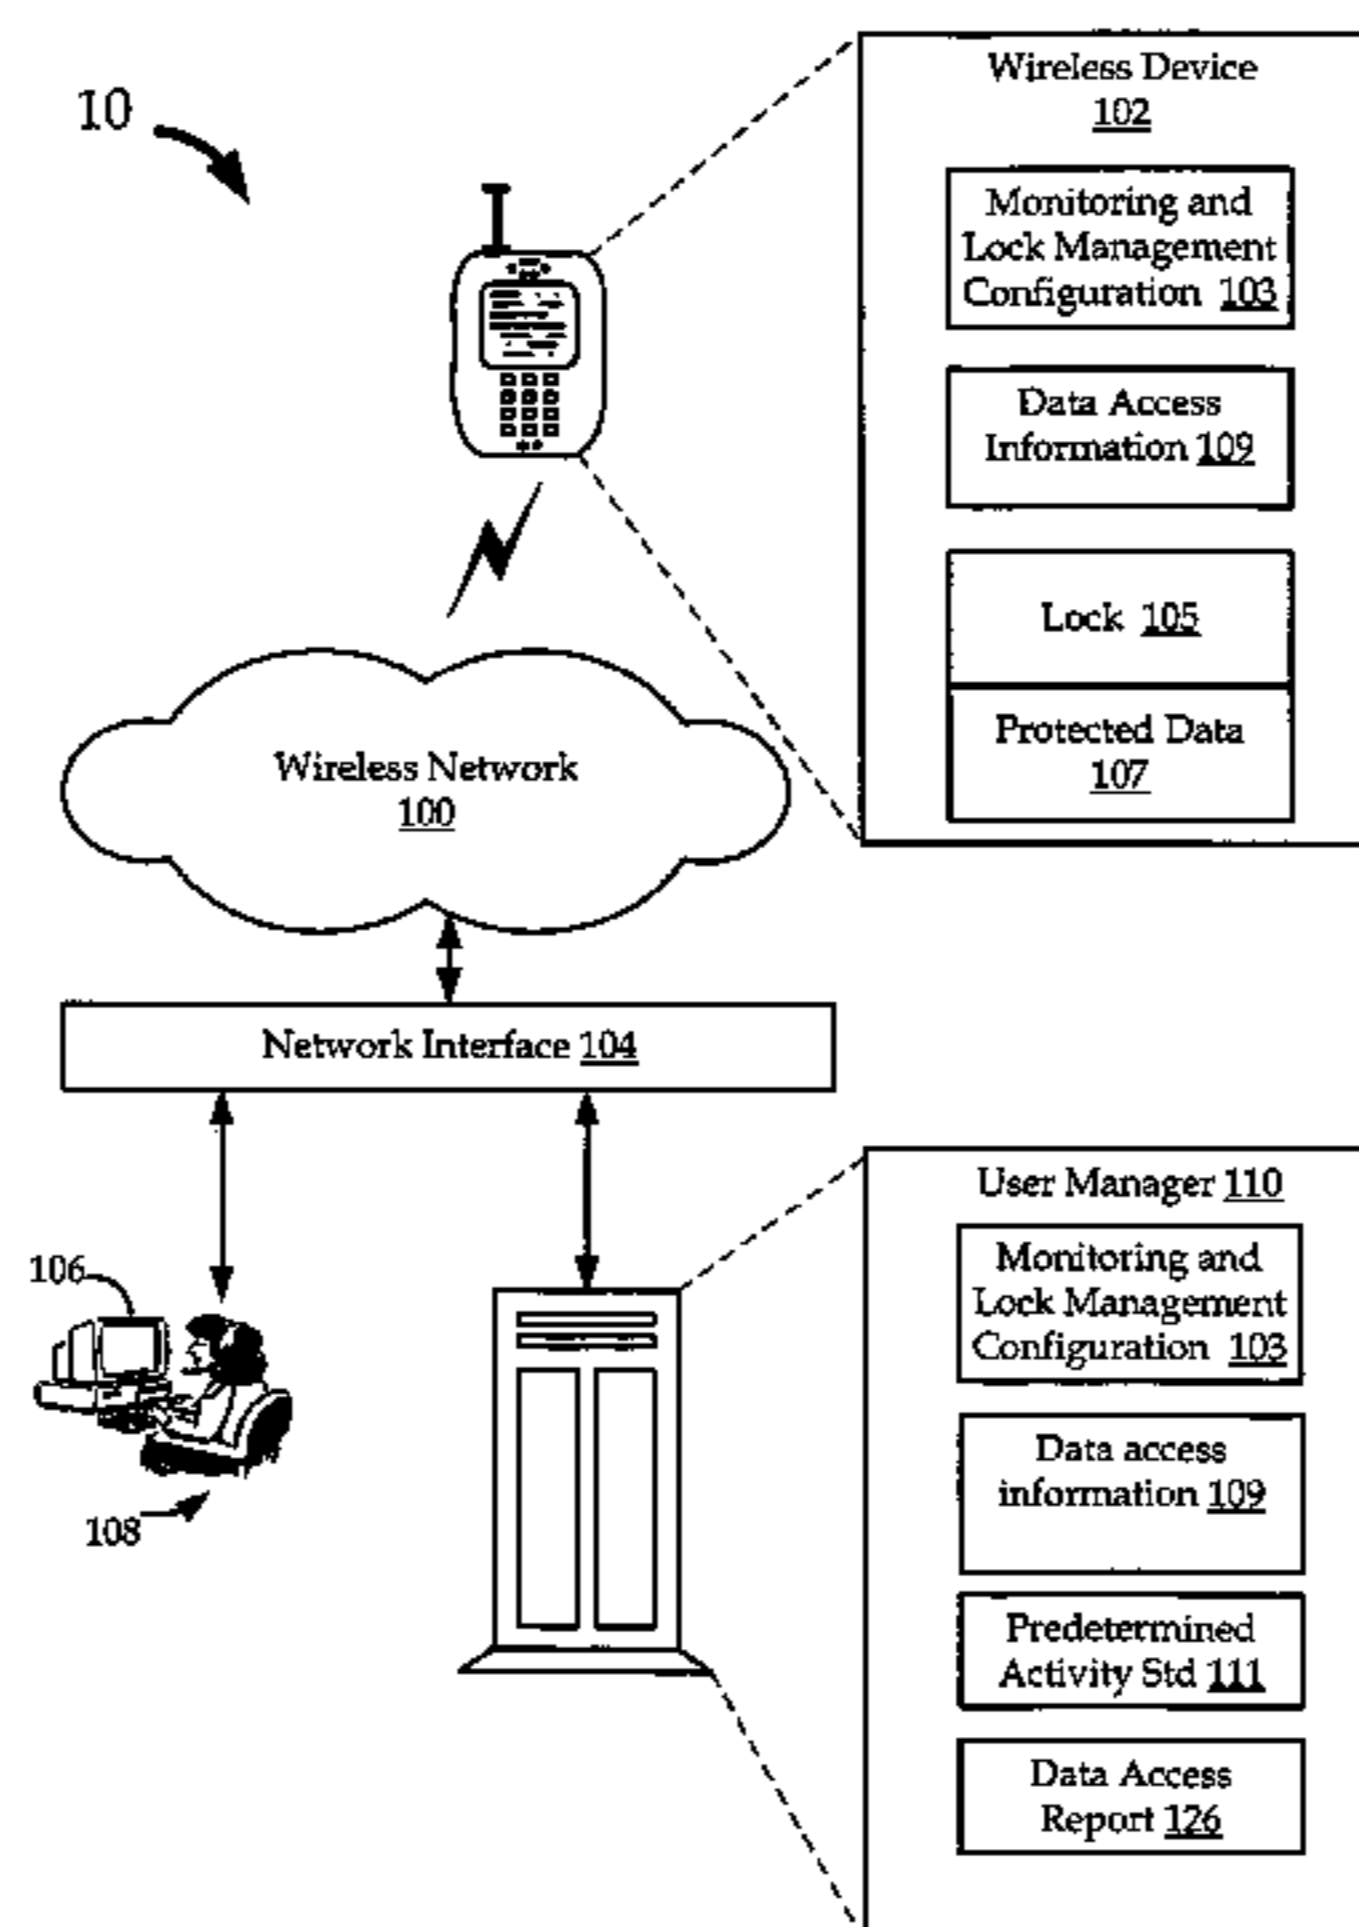 10
Wireless Device
102
Monitoring and
Lock Management
Configuration 103
Data Access
Information 109
Lock 105
Protected Data
107
Wireless Network
100
Network Interface 104
106
108
User Manager 110
Monitoring and
Lock Management
Configuration 103
Data access
information 109
Predetermined
Activity Std 111
Data Access
Report 126